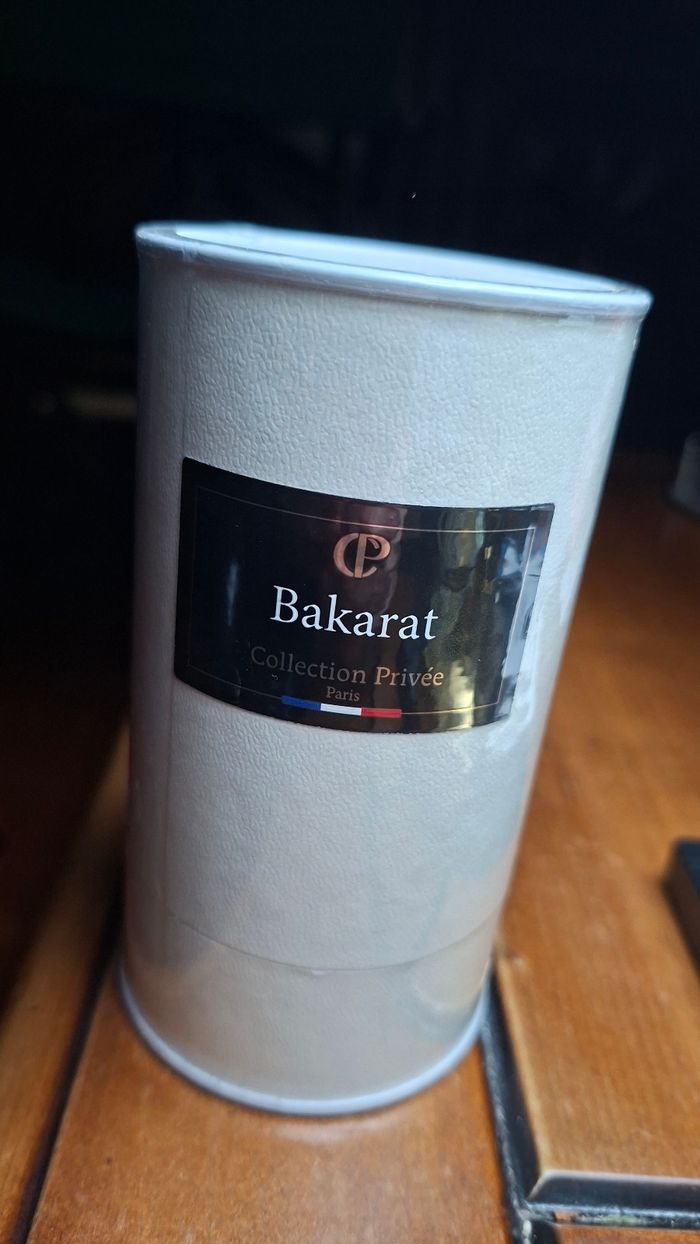 CP
Bakarat
Collection Privée
Paris